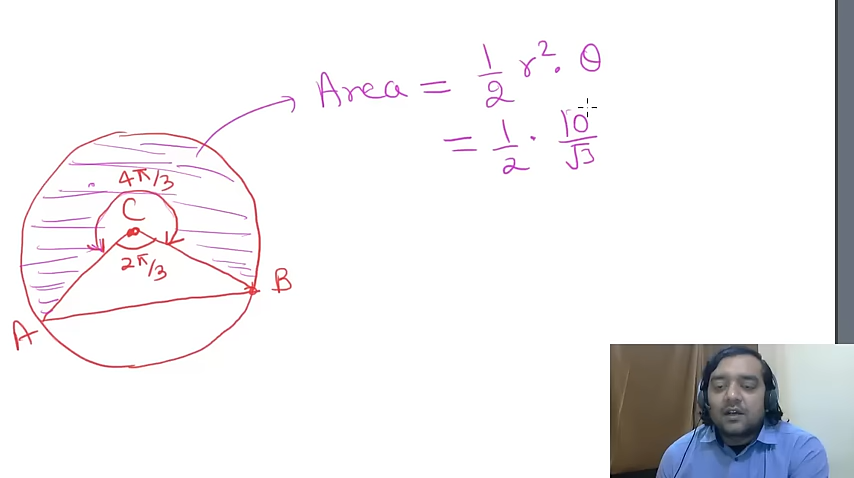 Area = 1/2 r² · θ
= 1/2 · 10/√3
4π/3
C
2π/3
B
A